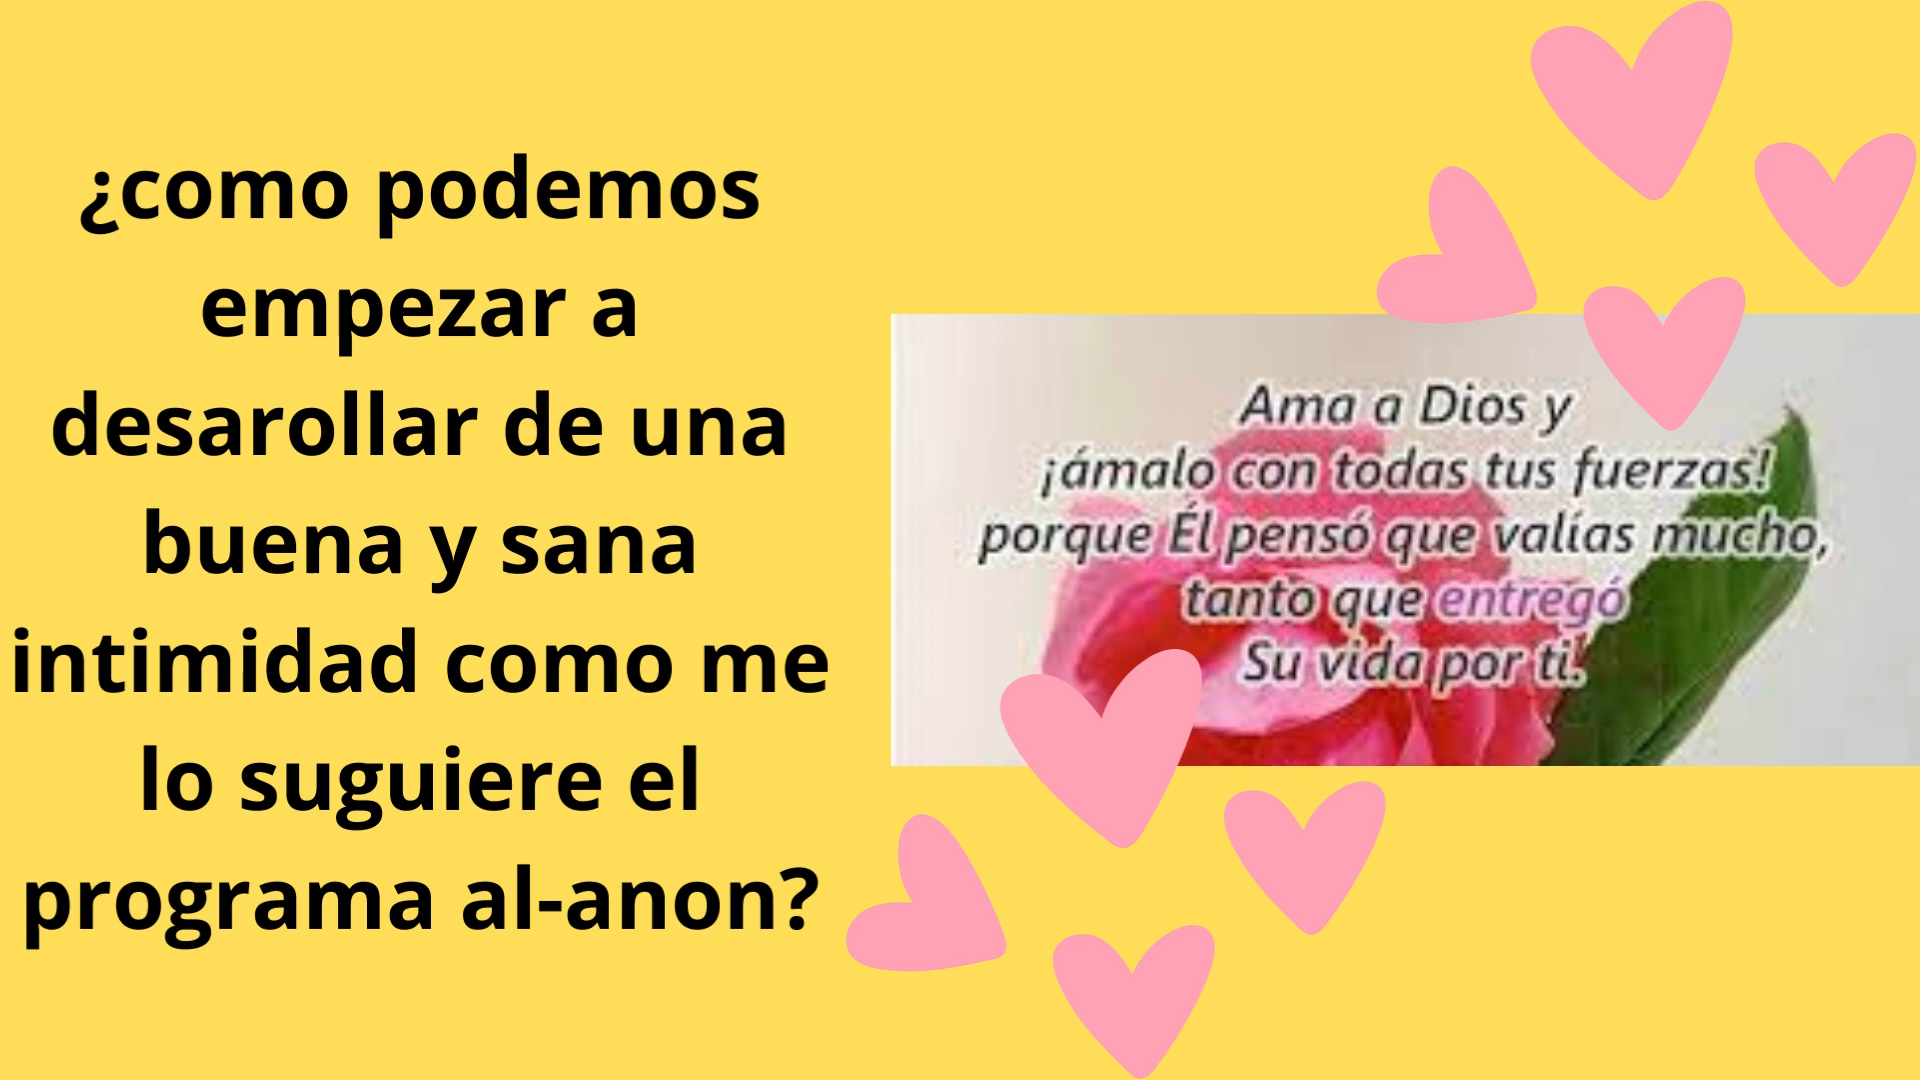 ¿como podemos
empezar a
desarollar de una
buena y sana
intimidad como me
lo suguiere el
programa al-anon?
Ama a Dios y
¡ámalo con todas tus fuerzas!
porque Él pensó que valías mucho,
tanto que entregó
Su vida por ti.